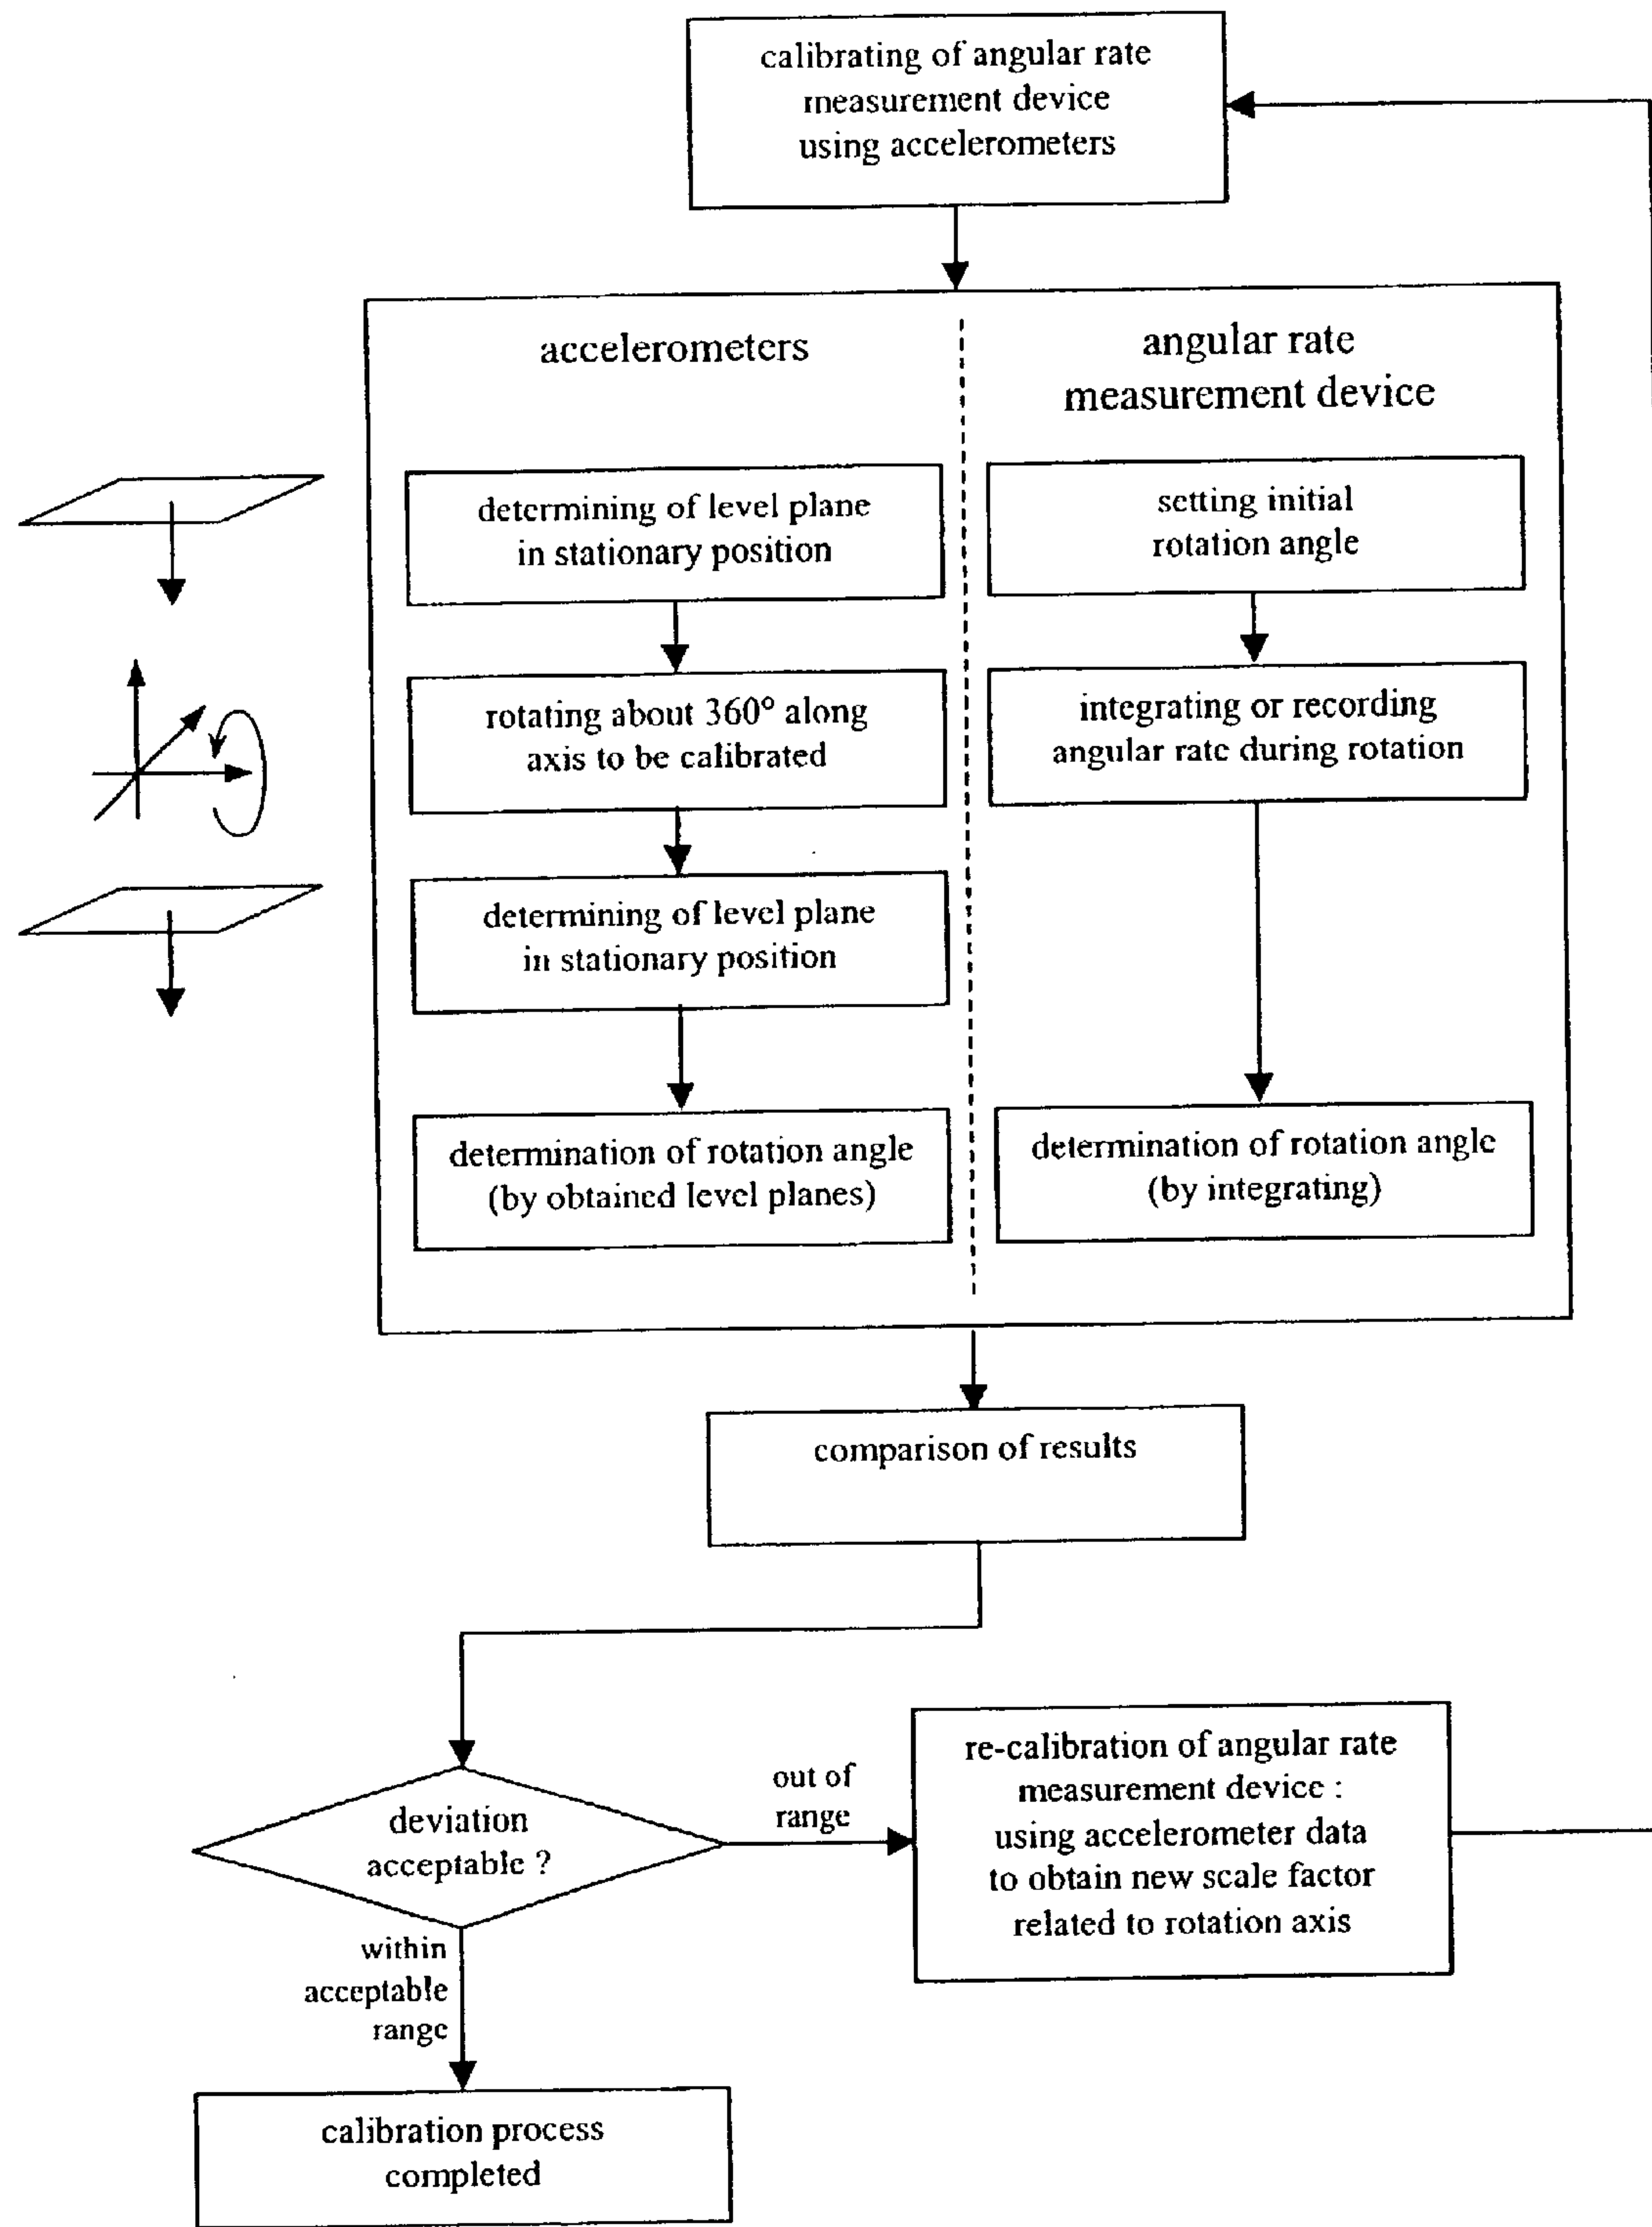 calibrating of angular rate
measurement device
using accelerometers
accelerometers
angular rate
measurement device
determining of level plane
in stationary position
setting initial
rotation angle
rotating about 360° along
axis to be calibrated
integrating or recording
angular rate during rotation
determining of level plane
in stationary position
determination of rotation angle
(by obtained level planes)
determination of rotation angle
(by integrating)
comparison of results
deviation
acceptable ?
out of
range
re-calibration of angular rate
measurement device :
using accelerometer data
to obtain new scale factor
related to rotation axis
within
acceptable
range
calibration process
completed